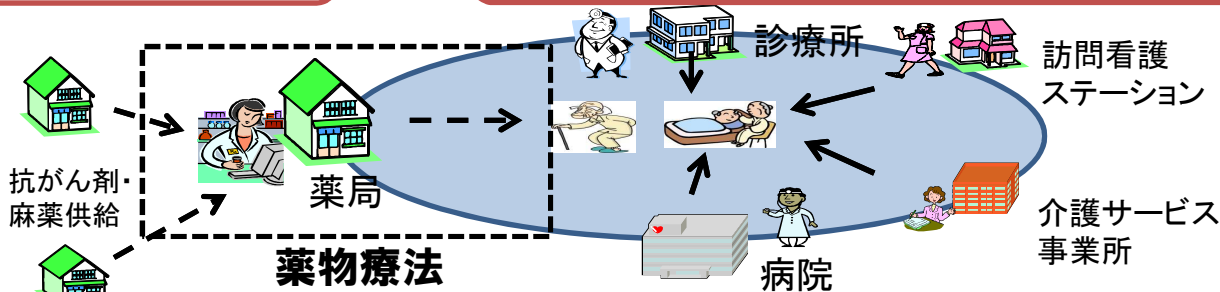 診療所
訪問看護
ステーション
抗がん剤・
麻薬供給
薬局
薬物療法
病院
介護サービス
事業所